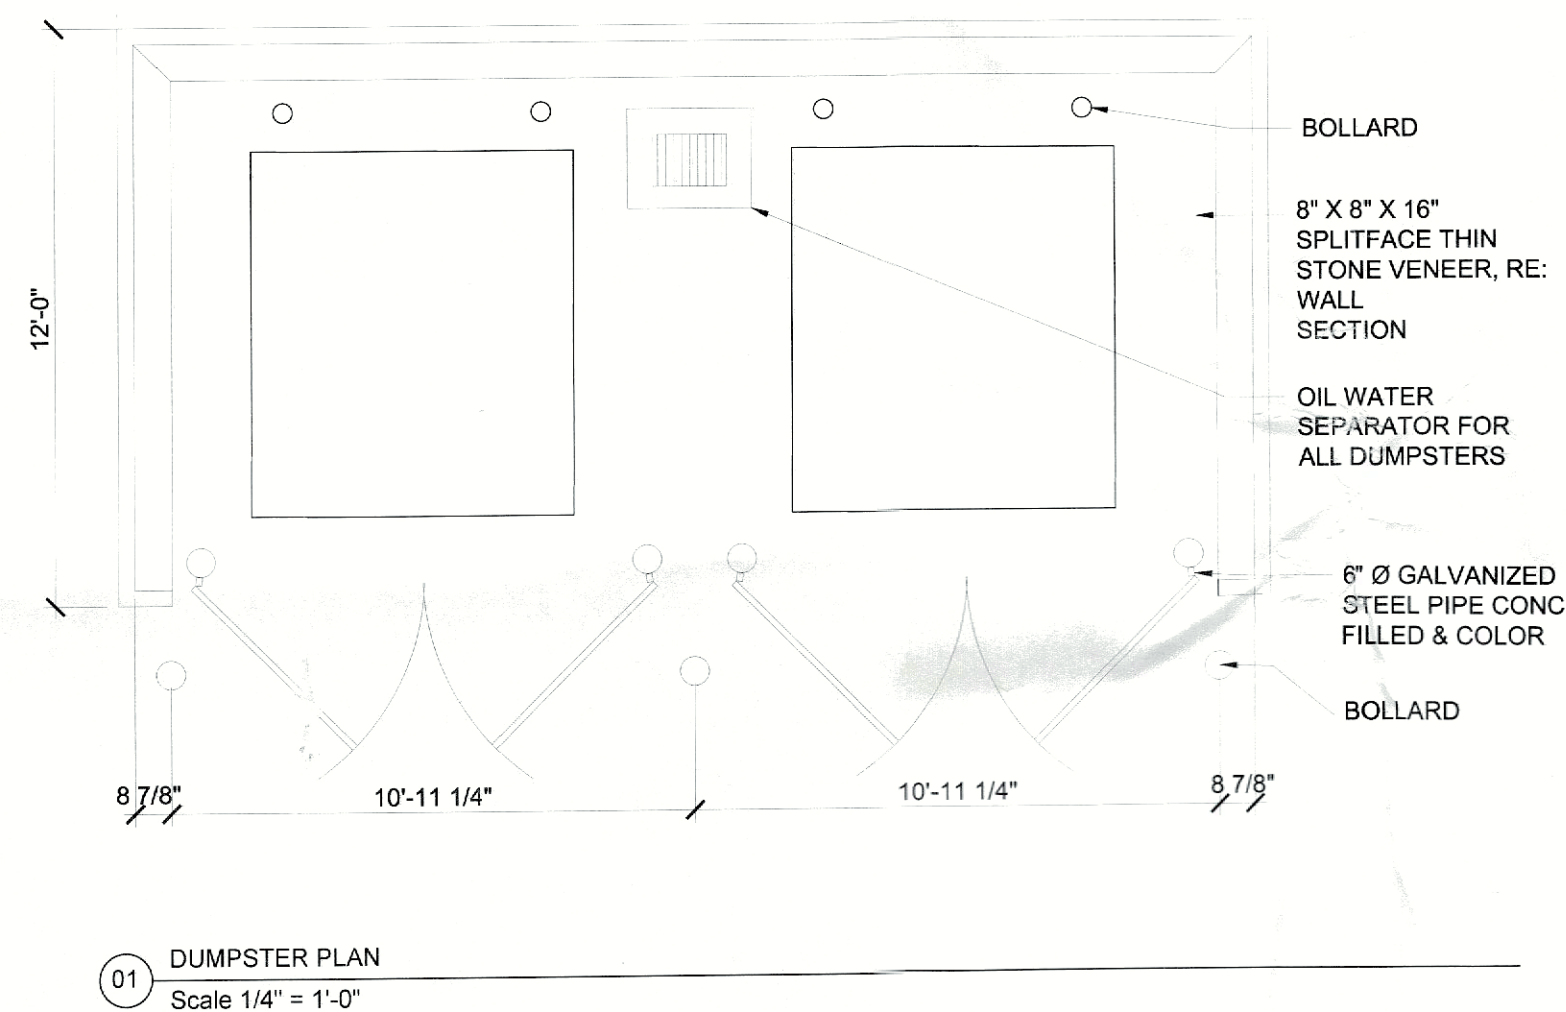 BOLLARD
8" X 8" X 16"
SPLITFACE THIN
STONE VENEER, RE:
WALL
SECTION
12'-0"
OIL WATER
SEPARATOR FOR
ALL DUMPSTERS
6" Ø GALVANIZED
STEEL PIPE CONC
FILLED & COLOR
BOLLARD
8 7/8"
10'-11 1/4"
10'-11 1/4"
8 7/8"
01
DUMPSTER PLAN
Scale 1/4" = 1'-0"